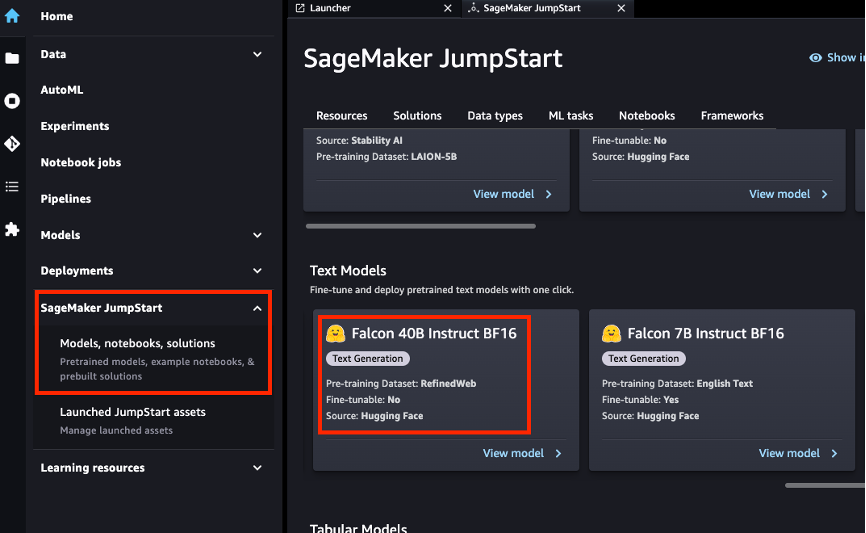 Home
Data
AutoML
Experiments
Notebook jobs
Pipelines
Models
Deployments
SageMaker JumpStart
Models, notebooks, solutions
Pretrained models, example notebooks, &
prebuilt solutions
Launched JumpStart assets
Manage launched assets
Learning resources
Launcher
SageMaker JumpStart
SageMaker JumpStart
Show in
Resources
Solutions
Data types
ML tasks
Notebooks
Frameworks
Source: Stability AI
Pre-training Dataset: LAION-5B
View model
Fine-tunable: No
Source: Hugging Face
View model
Text Models
Fine-tune and deploy pretrained text models with one click.
Falcon 40B Instruct BF16
Text Generation
Pre-training Dataset: RefinedWeb
Fine-tunable: No
Source: Hugging Face
View model
Falcon 7B Instruct BF16
Text Generation
Pre-training Dataset: English Text
Fine-tunable: Yes
Source: Hugging Face
View model
Tabular Models